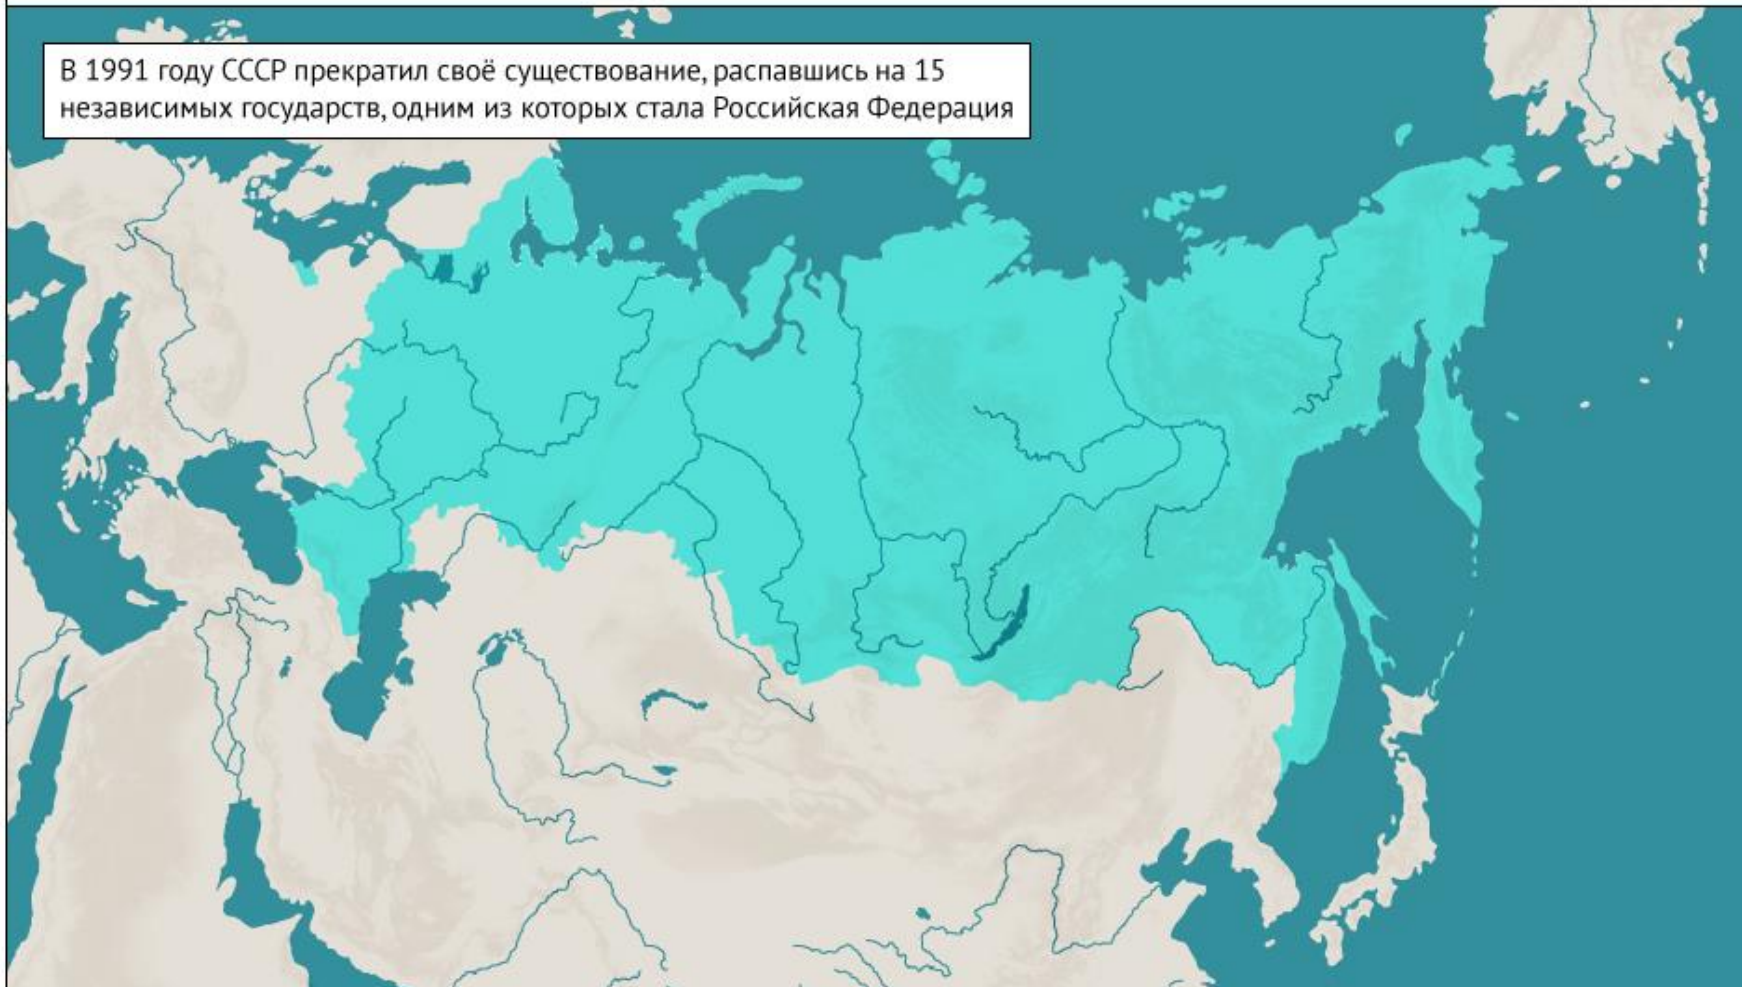 В 1991 году СССР прекратил своё существование, распавшись на 15
независимых государств, одним из которых стала Российская Федерация